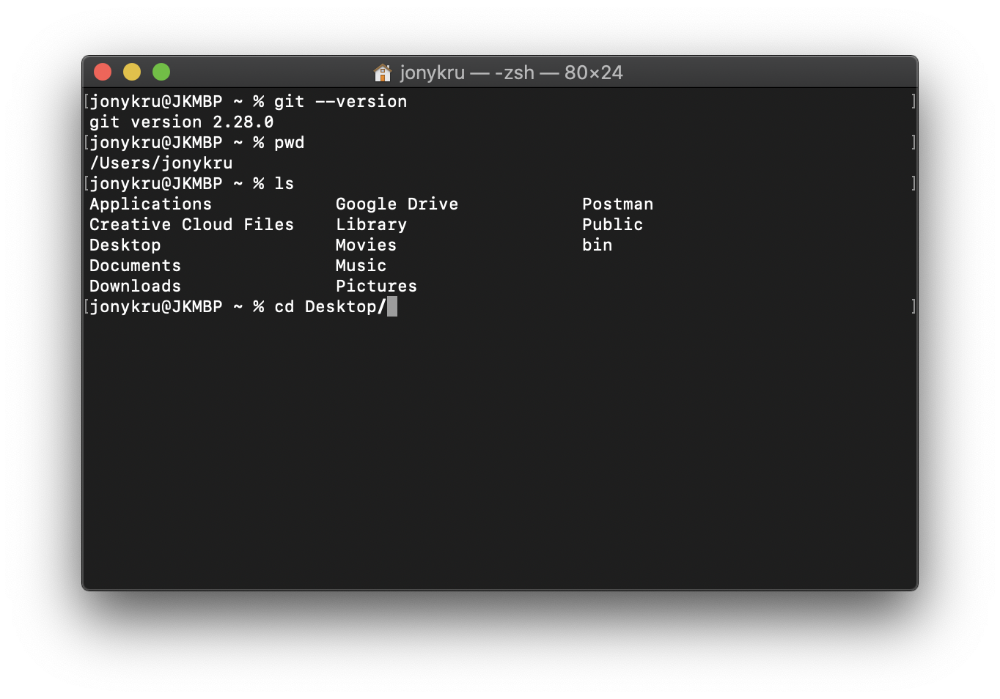 jonykru — -zsh — 80×24
[jonykru@JKMBP ~ % git --version ]
git version 2.28.0
[jonykru@JKMBP ~ % pwd ]
/Users/jonykru
[jonykru@JKMBP ~ % ls ]
Applications Google Drive Postman
Creative Cloud Files Library Public
Desktop Movies bin
Documents Music
Downloads Pictures
[jonykru@JKMBP ~ % cd Desktop/ ]